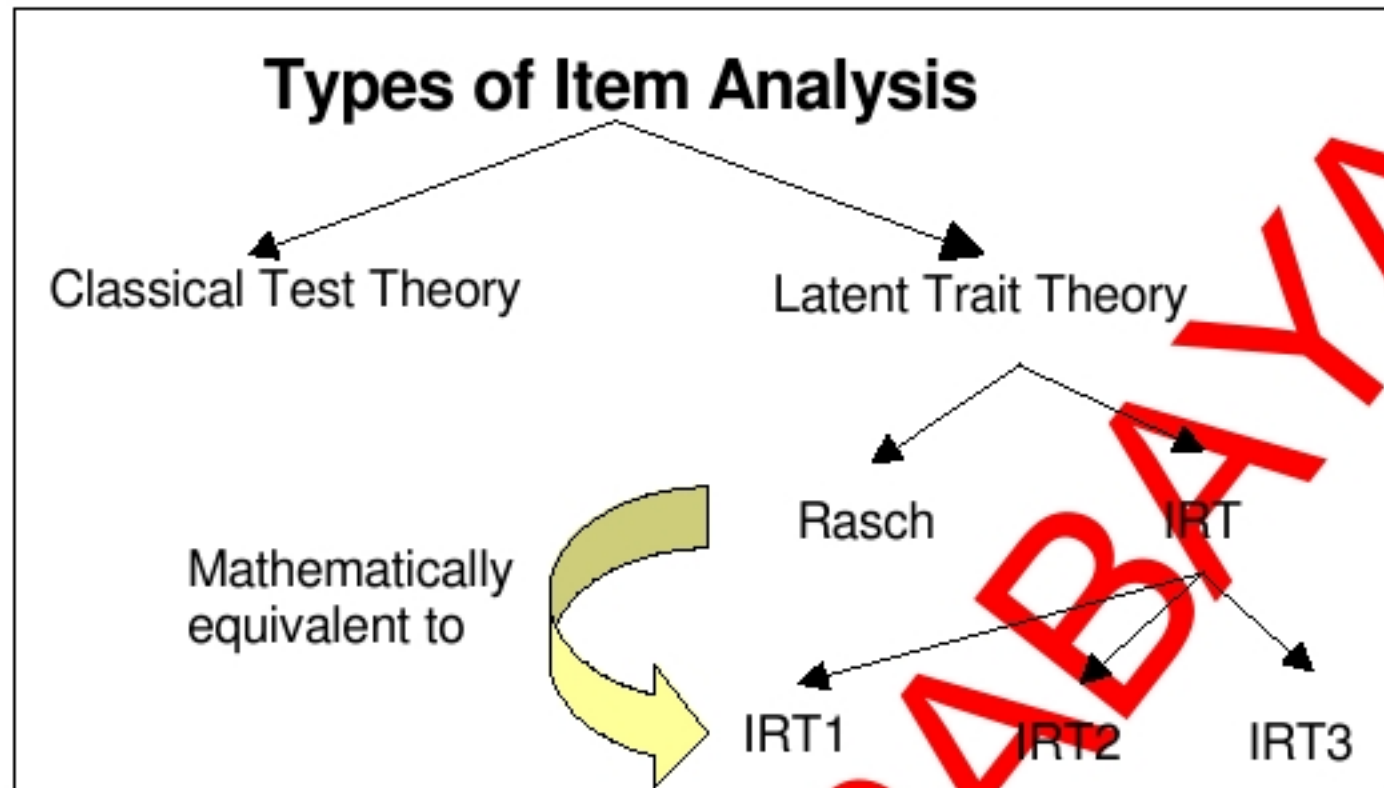 Types of Item Analysis
Classical Test Theory
Latent Trait Theory
Rasch
IRT
Mathematically
equivalent to
IRT1
IRT2
IRT3